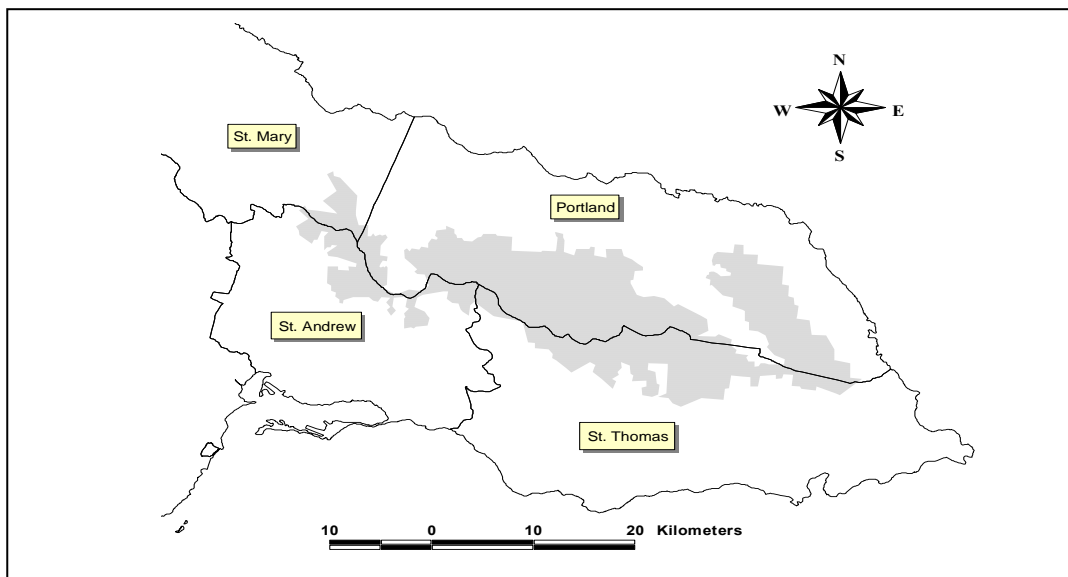 N
W E
S
St. Mary
Portland
St. Andrew
St. Thomas
10 0 10 20 Kilometers